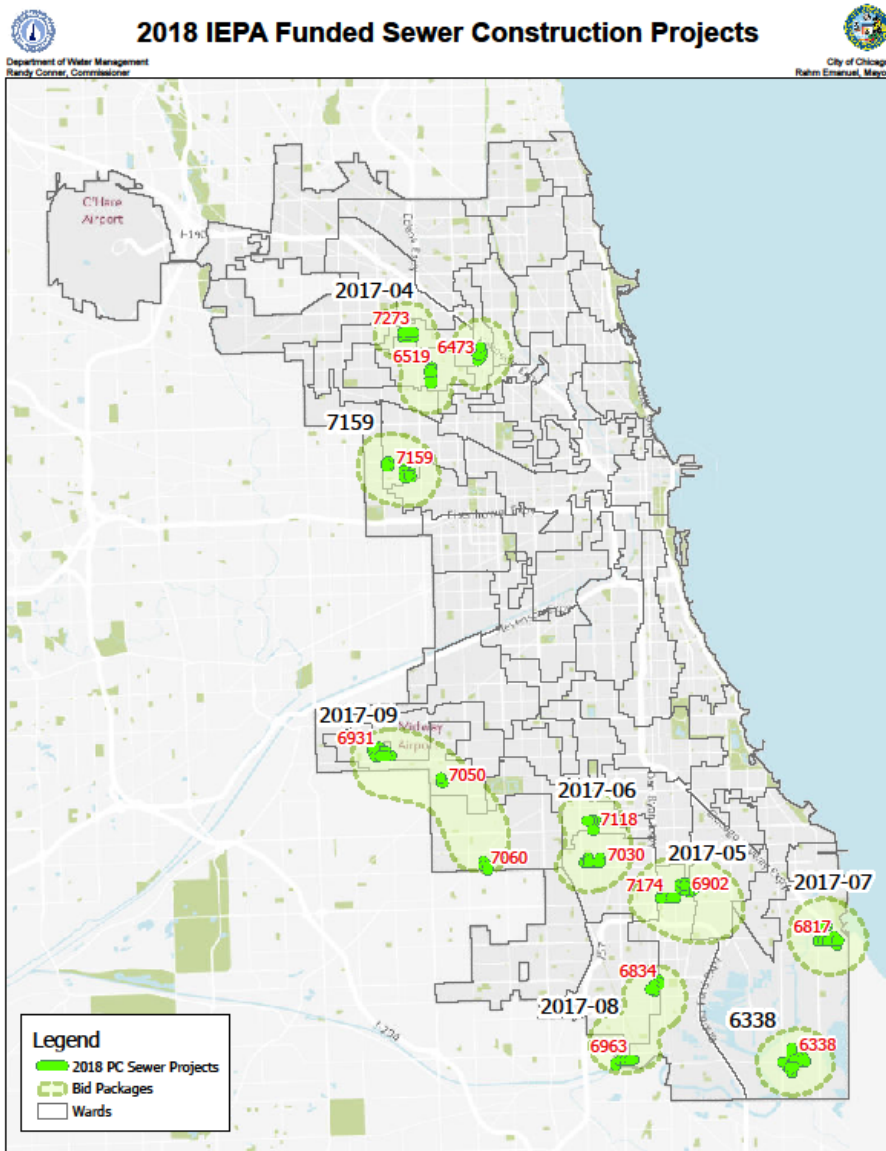 2018 IEPA Funded Sewer Construction Projects
Department of Water Management
Randy Conner, Commissioner
City of Chicago
Rahm Emanuel, Mayo
O'Hare
Airport
I-190
2017-04
7273
6473
6519
7159
7159
2017-09
Midway
Airport
6931
7050
2017-06
7118
7060
7030
2017-05
7174
6902
2017-07
6817
I-57
6834
2017-08
6338
6963
6338
I-294
Legend
2018 PC Sewer Projects
Bid Packages
Wards